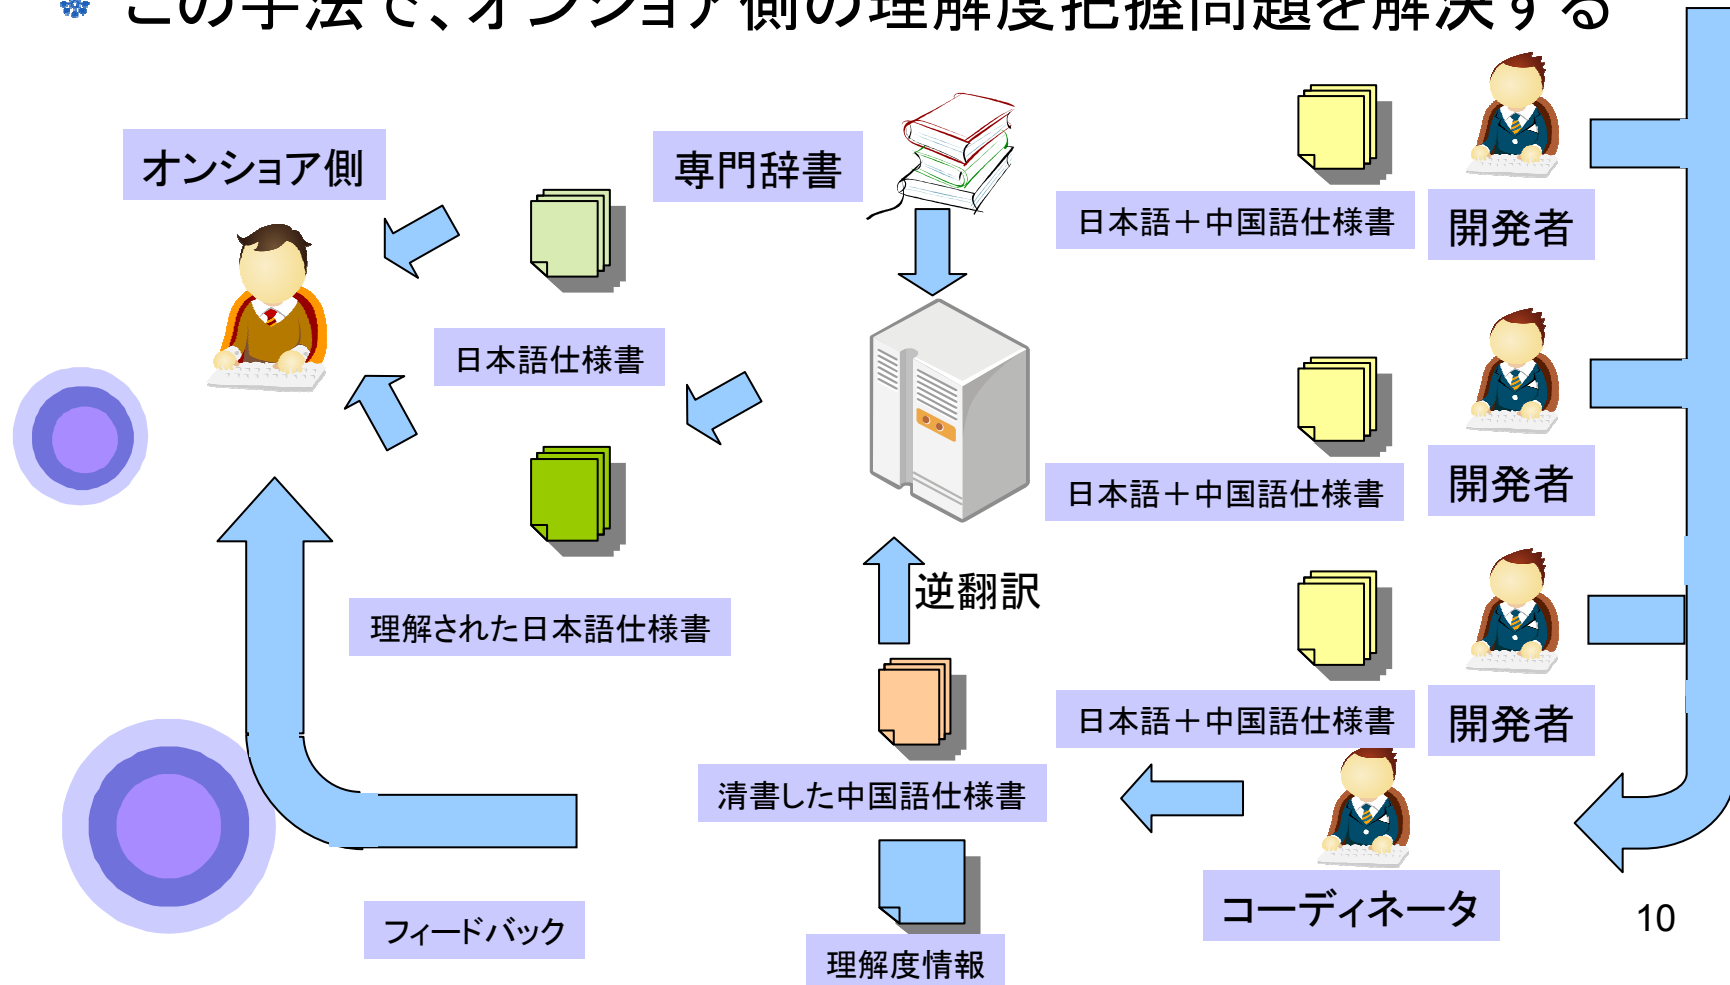 この手法で、オンショア側の理解度把握問題を解決する
オンショア側
専門辞書
日本語＋中国語仕様書
開発者
日本語仕様書
日本語＋中国語仕様書
開発者
逆翻訳
理解された日本語仕様書
日本語＋中国語仕様書
開発者
清書した中国語仕様書
コーディネータ
フィードバック
理解度情報
10